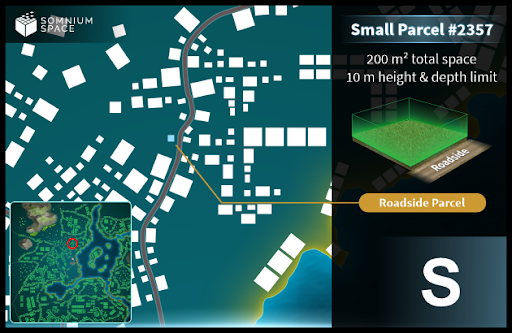 SOMNIUM
SPACE
Small Parcel #2357
200 m² total space
10 m height & depth limit
Roadside
Roadside Parcel
S